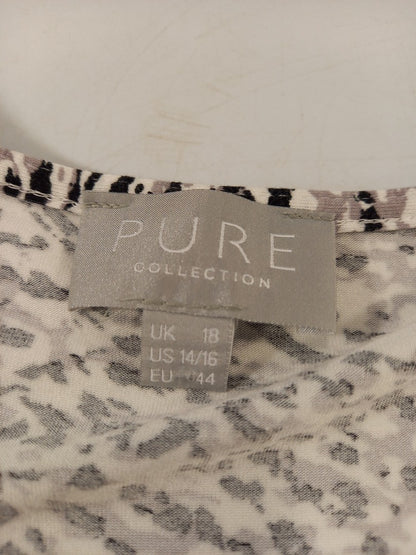 PURE
COLLECTION
UK 18
US 14/16
EU 44